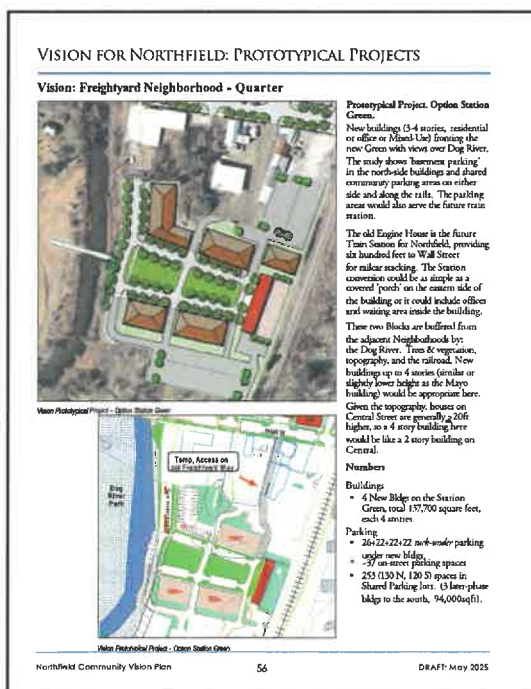 VISION FOR NORTHFIELD: PROTOTYPICAL PROJECTS
Vision: Freightyard Neighborhood - Quarter
Vision Prototypical Project - Option Station Green
Temp. Access on
Dog
River
Park
Vision Prototypical Project - Option Station Green
Prototypical Project. Option Station
Green.
New buildings (3-4 stories, residential
or office or Mixed-Use) fronting the
new Green with views over Dog River.
The study shows 'basement parking'
in the north-side buildings and shared
community parking areas on either
side and along the rails. The parking
areas would also serve the future train
station.
The old Engine House is the future
Train Station for Northfield, providing
six hundred feet to Wall Street
for railcar stacking. The Station
conversion could be as simple as a
covered 'porch' on the eastern side of
the building or it could include offices
and waiting area inside the building.
These two Blocks are buffered from
the adjacent Neighborhoods by:
the Dog River. Trees & vegetation,
topography, and the railroad. New
buildings up to 4 stories (similar or
slightly lower height as the Mayo
building) would be appropriate here.
Given the topography, houses on
Central Street are generally 20ft
higher, so a 4 story building here
would be like a 2 story building on
Central.
Numbers
Buildings
• 4 New Bldgs on the Station
Green, total 137,700 square feet,
each 4 stories.
Parking
• 26+22+22+22 tuck-under parking
under new bldgs.
• ~37 on-street parking spaces
• 253 (130 N, 120 S) spaces in
Shared Parking lots. (3 later-phase
bldgs to the south, 94,000sqft).
Northfield Community Vision Plan
56
DRAFT: May 2025